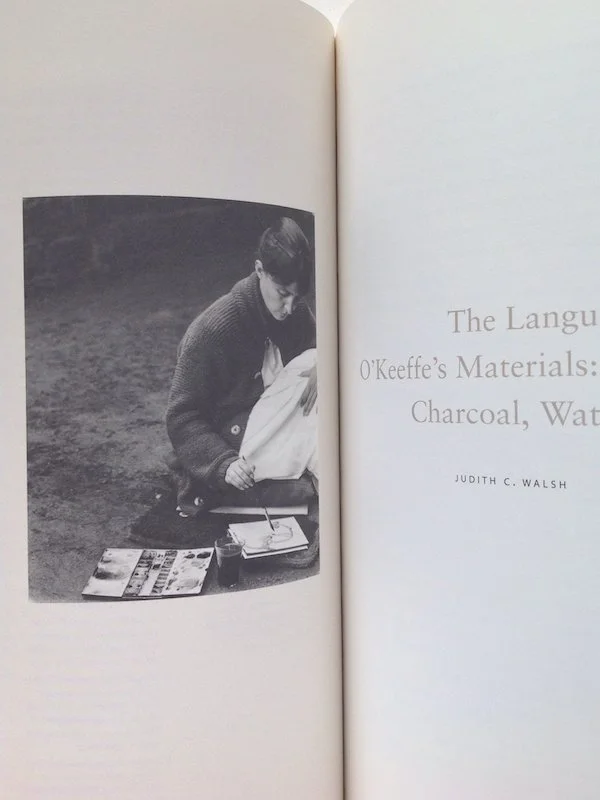 The Langu
O'Keeffe's Materials:
Charcoal, Wat
JUDITH C. WALSH